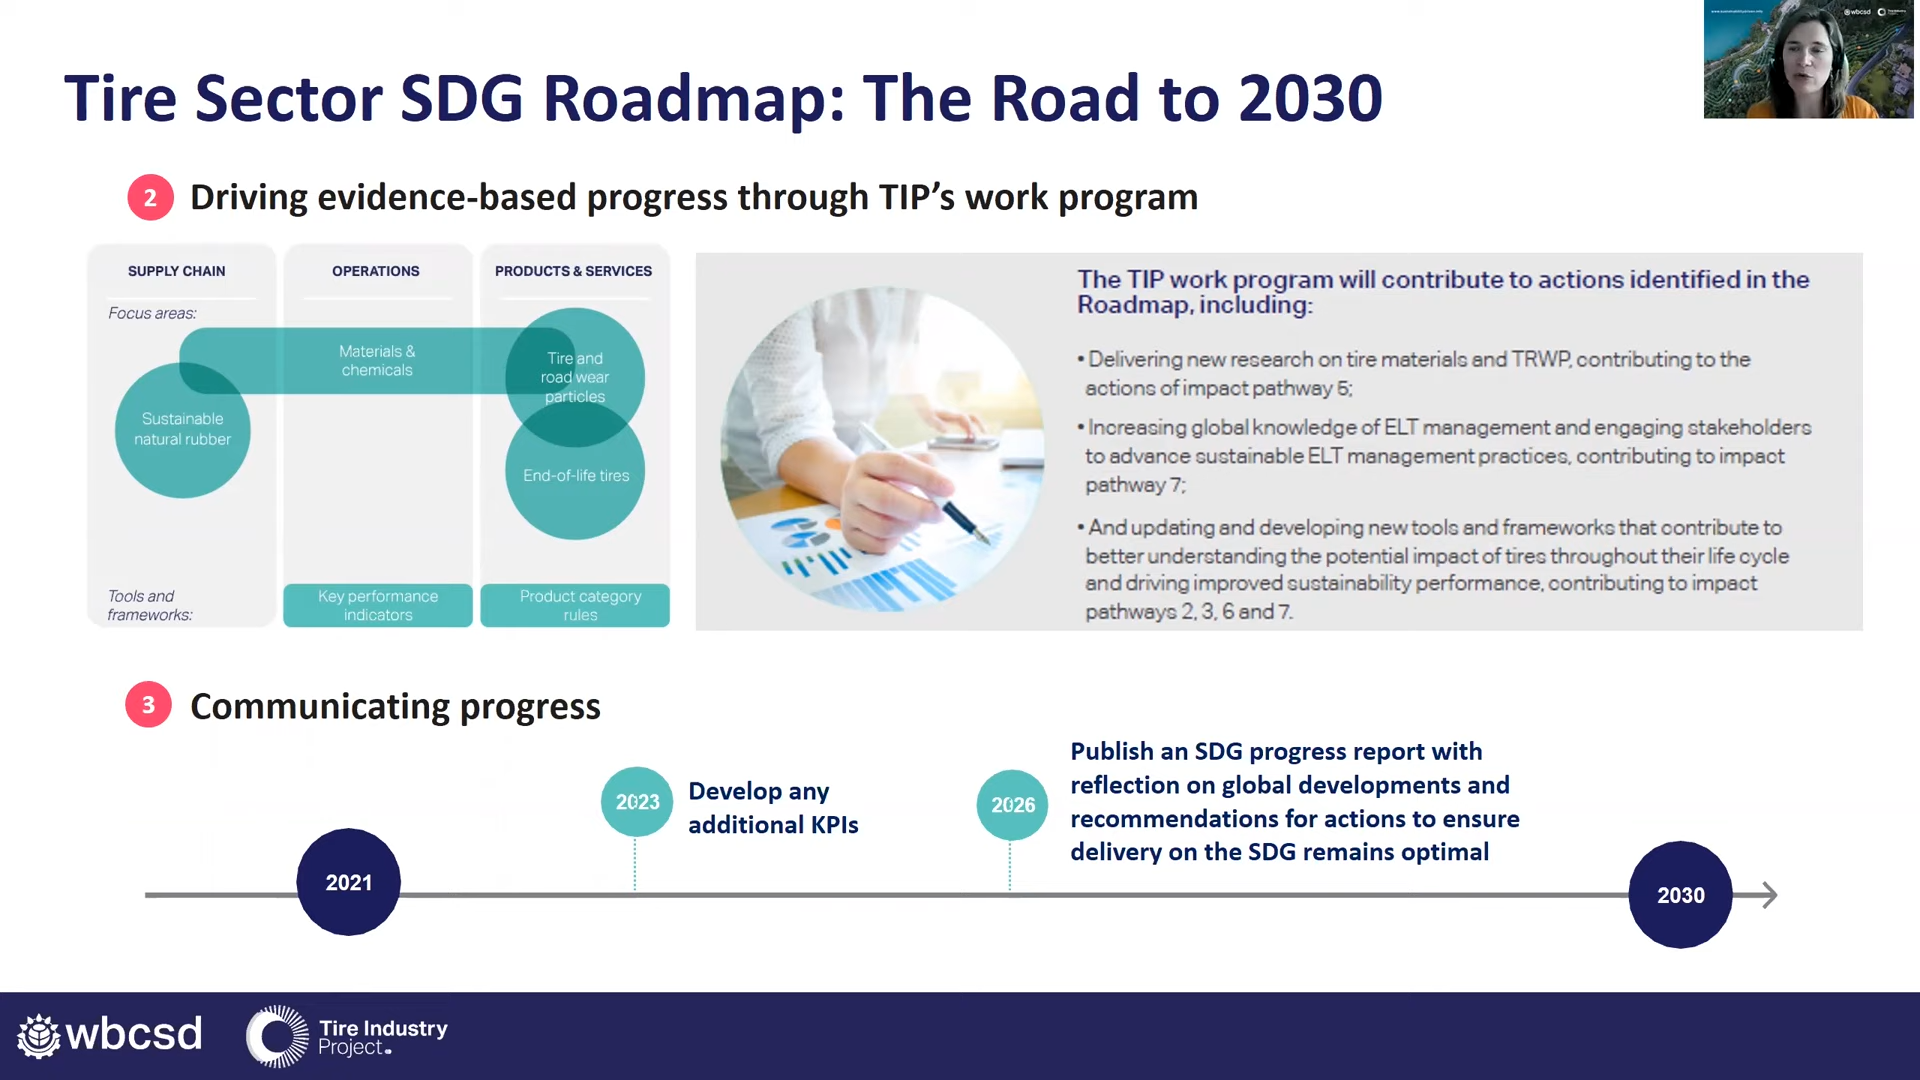 Tire Sector SDG Roadmap: The Road to 2030
2 Driving evidence-based progress through TIP’s work program
SUPPLY CHAIN
OPERATIONS
PRODUCTS & SERVICES
Focus areas:
Materials &
chemicals
Tire and
road wear
particles
Sustainable
natural rubber
End-of-life tires
Tools and
frameworks:
Key performance
indicators
Product category
rules
The TIP work program will contribute to actions identified in the
Roadmap, including:
• Delivering new research on tire materials and TRWP, contributing to the
actions of impact pathway 5;
• Increasing global knowledge of ELT management and engaging stakeholders
to advance sustainable ELT management practices, contributing to impact
pathway 7;
• And updating and developing new tools and frameworks that contribute to
better understanding the potential impact of tires throughout their life cycle
and driving improved sustainability performance, contributing to impact
pathways 2, 3, 6 and 7.
3 Communicating progress
2021
2023
Develop any
additional KPIs
2026
Publish an SDG progress report with
reflection on global developments and
recommendations for actions to ensure
delivery on the SDG remains optimal
2030
wbcsd
Tire Industry
Project
wbcsd